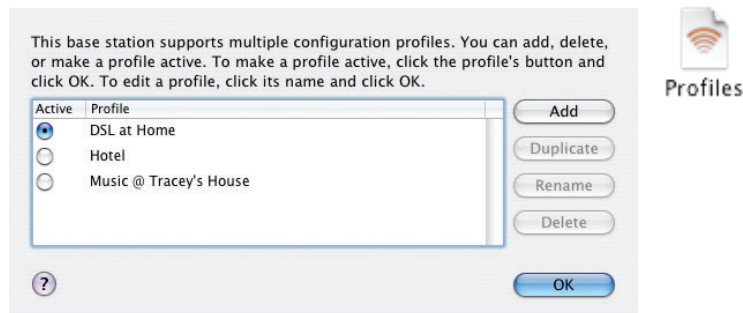 This base station supports multiple configuration profiles. You can add, delete,
or make a profile active. To make a profile active, click the profile's button and
click OK. To edit a profile, click its name and click OK.
Active Profile
DSL at Home
Hotel
Music @ Tracey's House
Add
Duplicate
Rename
Delete
?
OK
Profiles